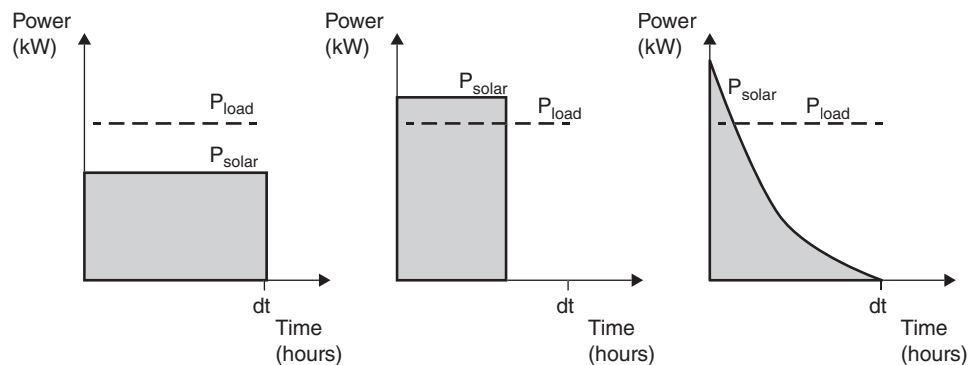 Power
(kW)
P_load
P_solar
dt
Time
(hours)
Power
(kW)
P_solar
P_load
dt
Time
(hours)
Power
(kW)
P_solar
P_load
dt
Time
(hours)